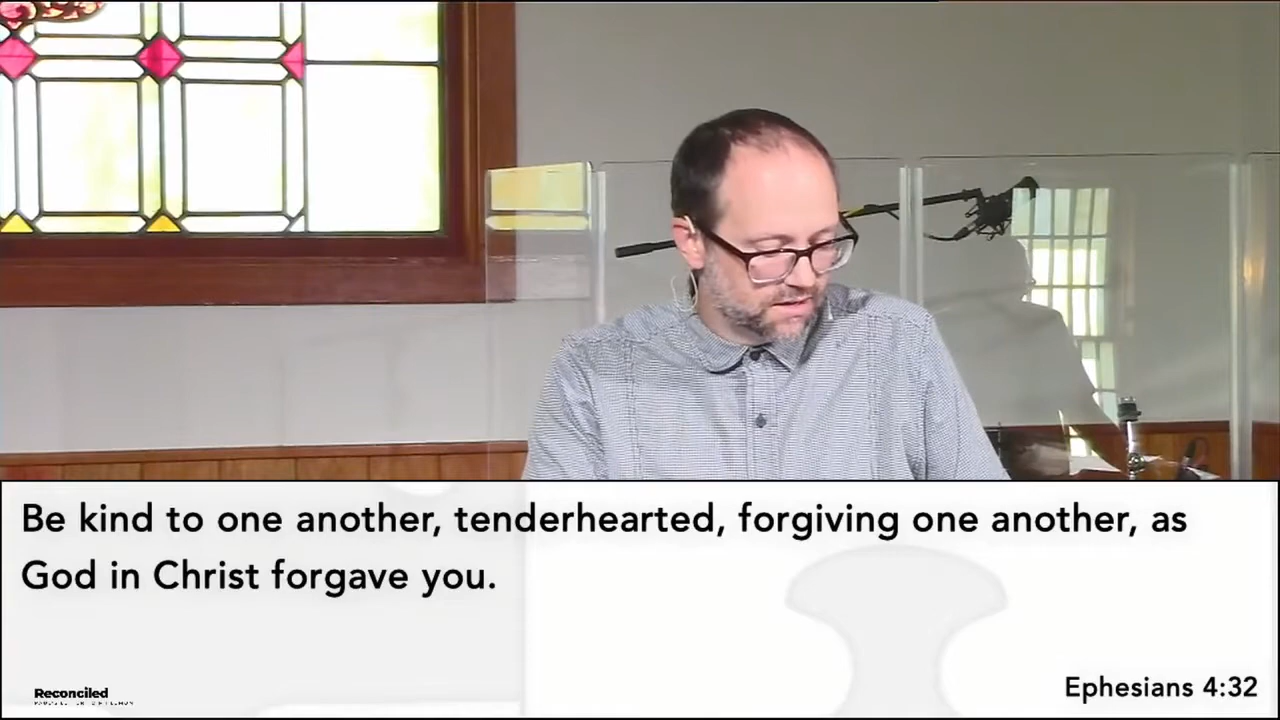 Be kind to one another, tenderhearted, forgiving one another, as
God in Christ forgave you.
Ephesians 4:32
Reconciled